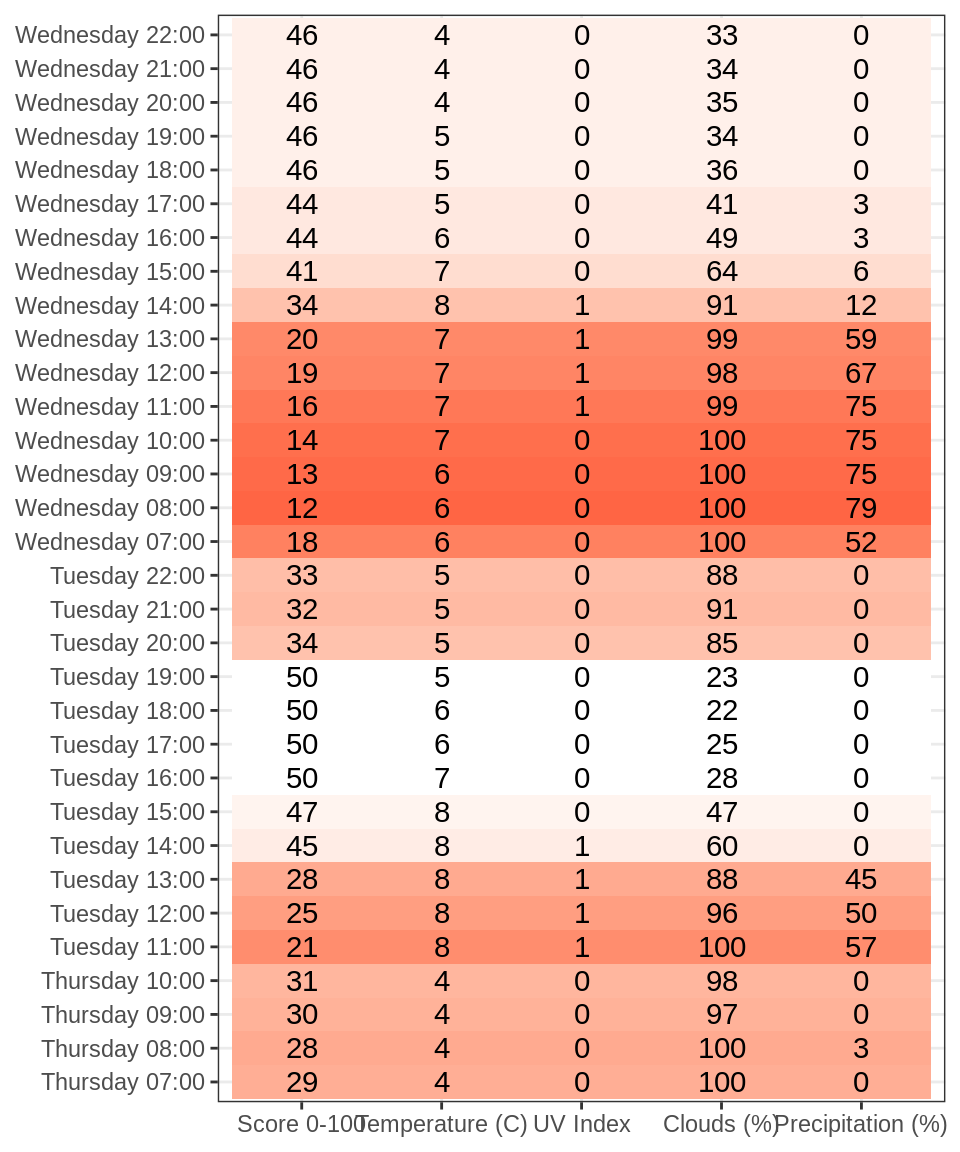 Wednesday 22:00 46 4 0 33 0
Wednesday 21:00 46 4 0 34 0
Wednesday 20:00 46 4 0 35 0
Wednesday 19:00 46 5 0 34 0
Wednesday 18:00 46 5 0 36 0
Wednesday 17:00 44 5 0 41 3
Wednesday 16:00 44 6 0 49 3
Wednesday 15:00 41 7 0 64 6
Wednesday 14:00 34 8 1 91 12
Wednesday 13:00 20 7 1 99 59
Wednesday 12:00 19 7 1 98 67
Wednesday 11:00 16 7 1 99 75
Wednesday 10:00 14 7 0 100 75
Wednesday 09:00 13 6 0 100 75
Wednesday 08:00 12 6 0 100 79
Wednesday 07:00 18 6 0 100 52
Tuesday 22:00 33 5 0 88 0
Tuesday 21:00 32 5 0 91 0
Tuesday 20:00 34 5 0 85 0
Tuesday 19:00 50 5 0 23 0
Tuesday 18:00 50 6 0 22 0
Tuesday 17:00 50 6 0 25 0
Tuesday 16:00 50 7 0 28 0
Tuesday 15:00 47 8 0 47 0
Tuesday 14:00 45 8 1 60 0
Tuesday 13:00 28 8 1 88 45
Tuesday 12:00 25 8 1 96 50
Tuesday 11:00 21 8 1 100 57
Thursday 10:00 31 4 0 98 0
Thursday 09:00 30 4 0 97 0
Thursday 08:00 28 4 0 100 3
Thursday 07:00 29 4 0 100 0
Score 0-100 Temperature (C) UV Index Clouds (%) Precipitation (%)